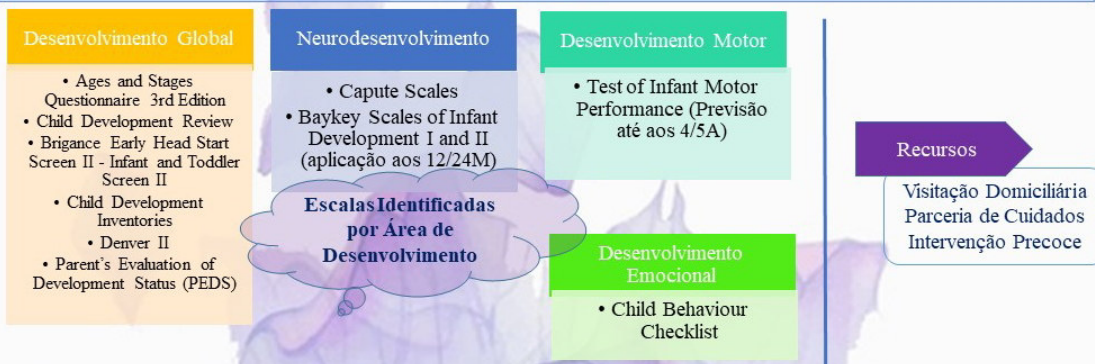 Desenvolvimento Global
• Ages and Stages
Questionnaire 3rd Edition
• Child Development Review
• Brigance Early Head Start
Screen II - Infant and Toddler
Screen II
• Child Development
Inventories
• Denver II
• Parent's Evaluation of
Development Status (PEDS)
Neurodesenvolvimento
• Capute Scales
• Baykey Scales of Infant
Development I and II
(aplicação aos 12/24M)
Escalas Identificadas
por Área de
Desenvolvimento
Desenvolvimento Motor
• Test of Infant Motor
Performance (Previsão
até aos 4/5A)
Desenvolvimento
Emocional
• Child Behaviour
Checklist
Recursos
Visitação Domiciliária
Parceria de Cuidados
Intervenção Precoce